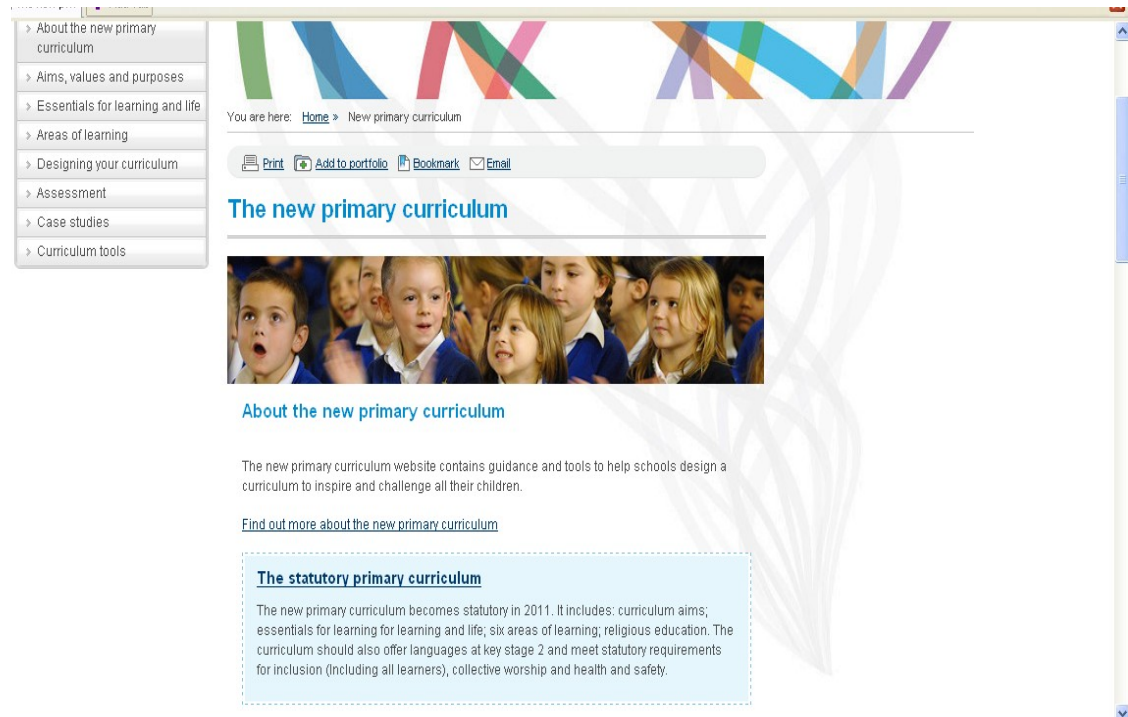 > About the new primary
curriculum
> Aims, values and purposes
> Essentials for learning and life
> Areas of learning
> Designing your curriculum
> Assessment
> Case studies
> Curriculum tools
You are here: Home » New primary curriculum
Print Add to portfolio Bookmark Email
The new primary curriculum
About the new primary curriculum
The new primary curriculum website contains guidance and tools to help schools design a
curriculum to inspire and challenge all their children.
Find out more about the new primary curriculum
The statutory primary curriculum
The new primary curriculum becomes statutory in 2011. It includes: curriculum aims;
essentials for learning for learning and life; six areas of learning; religious education. The
curriculum should also offer languages at key stage 2 and meet statutory requirements
for inclusion (Including all learners), collective worship and health and safety.